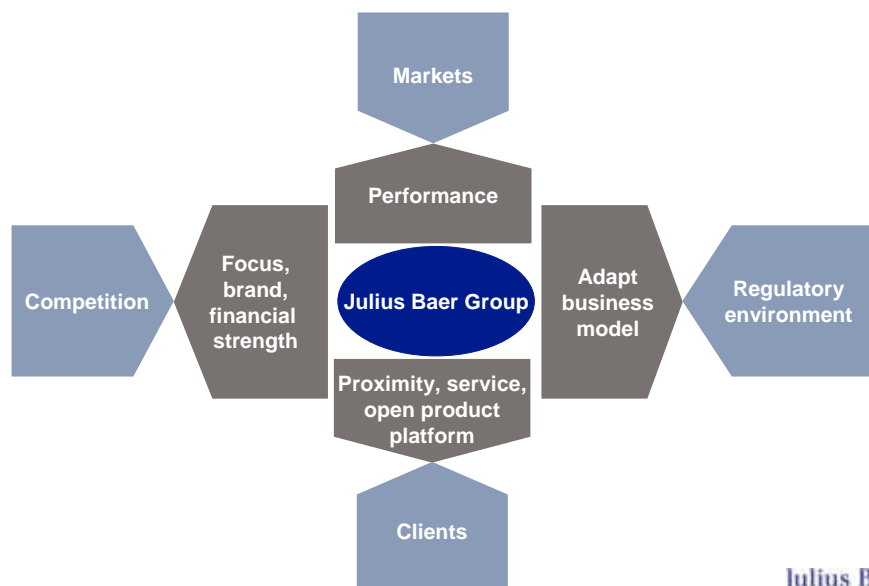 Markets
Performance
Focus,
brand,
financial
strength
Competition
Julius Baer Group
Adapt
business
model
Regulatory
environment
Proximity, service,
open product
platform
Clients
Julius B